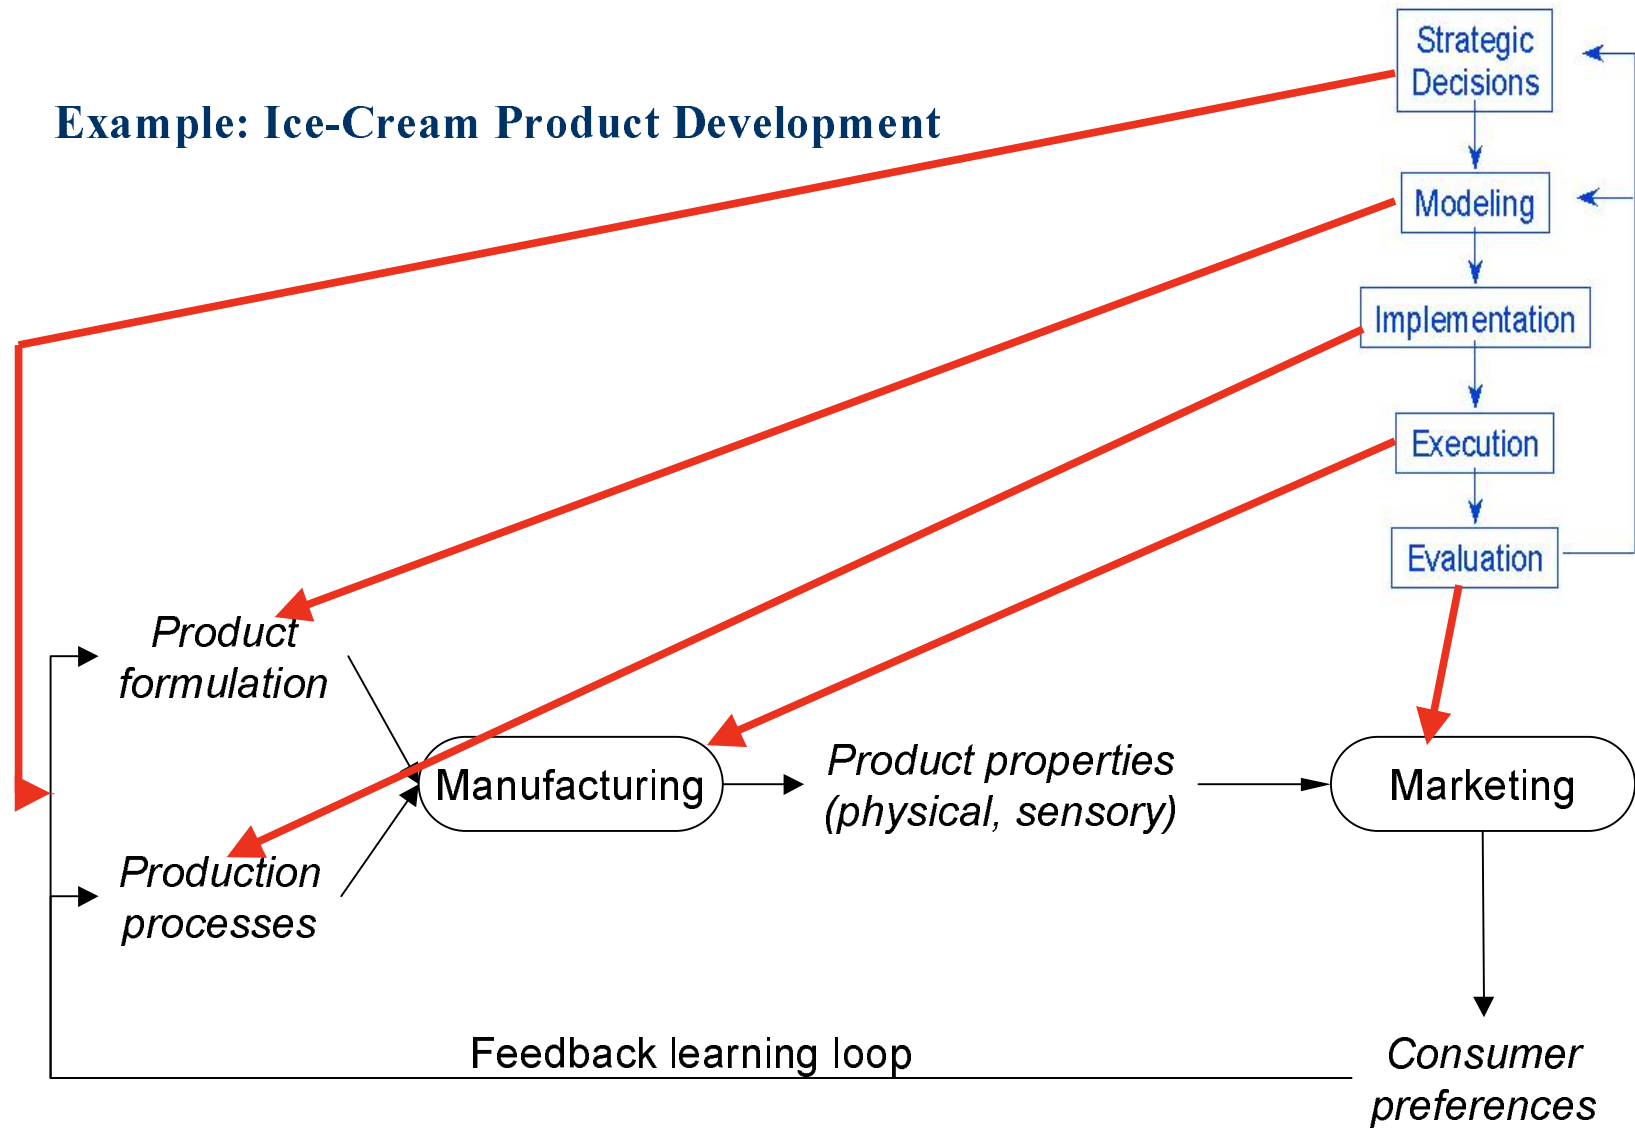 Strategic
Decisions
Example: Ice-Cream Product Development
Modeling
Implementation
Execution
Evaluation
Product
formulation
Manufacturing
Product properties
(physical, sensory)
Marketing
Production
processes
Feedback learning loop
Consumer
preferences